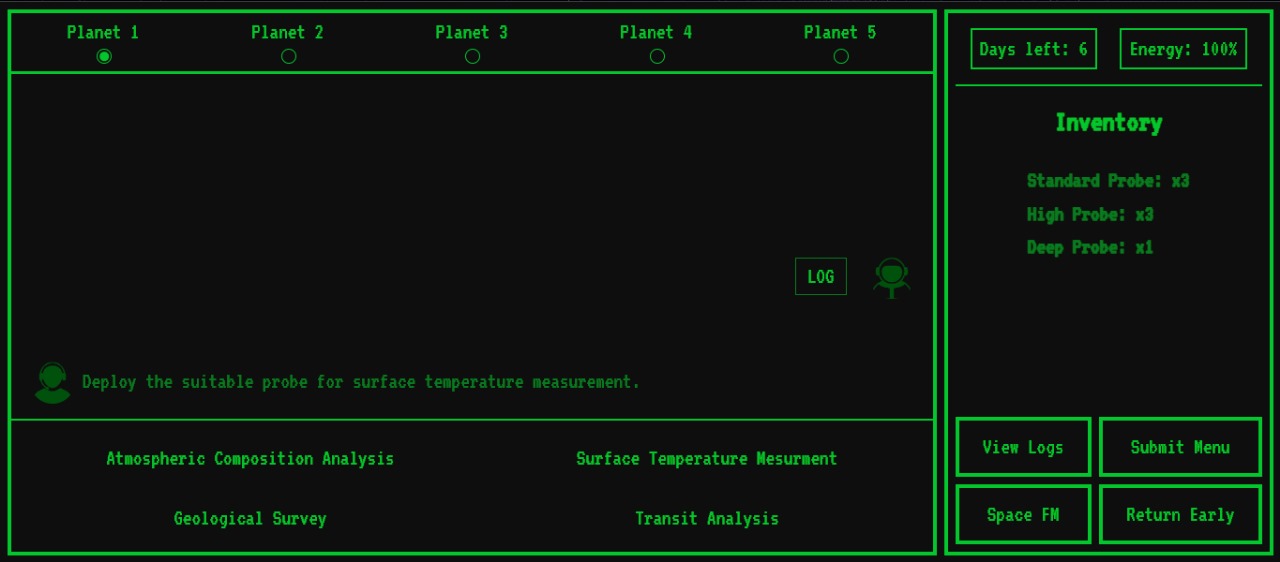 Planet 1 Planet 2 Planet 3 Planet 4 Planet 5
Days left: 6 Energy: 100%
Inventory
Standard Probe: x3
High Probe: x3
Deep Probe: x1
LOG
Deploy the suitable probe for surface temperature measurement.
Atmospheric Composition Analysis Surface Temperature Mesurment
Geological Survey Transit Analysis
View Logs Submit Menu
Space FM Return Early